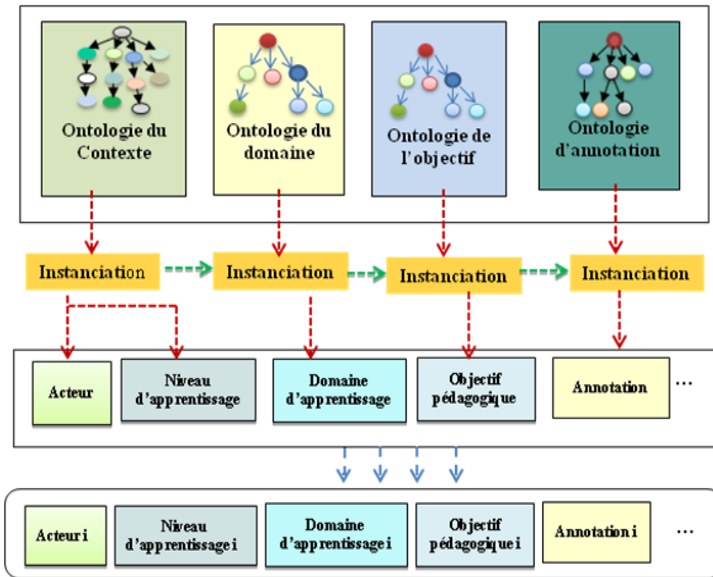 Ontologie du
Contexte
Ontologie du
domaine
Ontologie de
l'objectif
Ontologie
d'annotation
Instanciation
Instanciation
Instanciation
Instanciation
Acteur
Niveau
d'apprentissage
Domaine
d'apprentissage
Objectif
pédagogique
Annotation
...
Acteur i
Niveau
d'apprentissage i
Domaine
d'apprentissage i
Objectif
pédagogique i
Annotation i
...